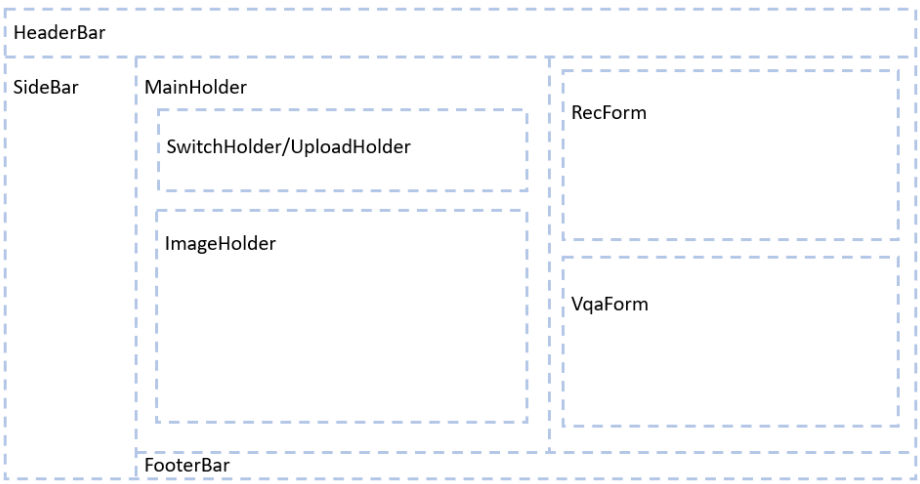 HeaderBar
SideBar
MainHolder
SwitchHolder/UploadHolder
ImageHolder
RecForm
VqaForm
FooterBar